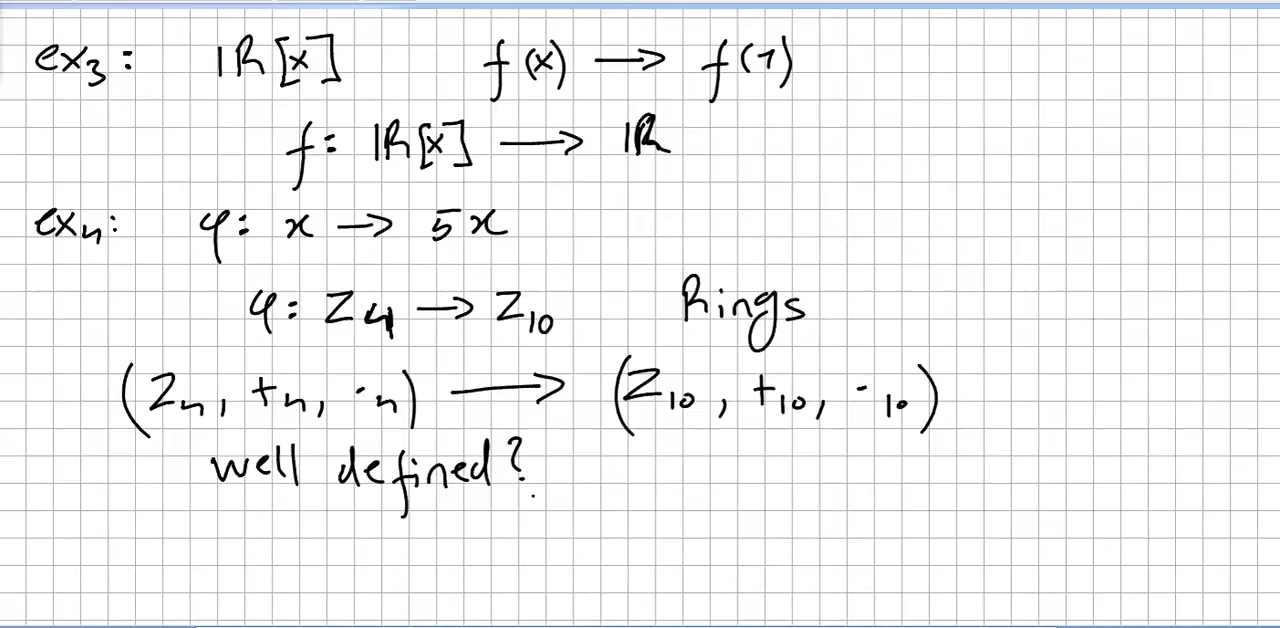 ex₃: ℝ[x] f(x) → f(1)
f: ℝ[x] → ℝ
ex₄: φ: x → 5x
φ: Z₄ → Z₁₀ Rings
(Z₄, +₄, ·₄) → (Z₁₀, +₁₀, ·₁₀)
well defined?